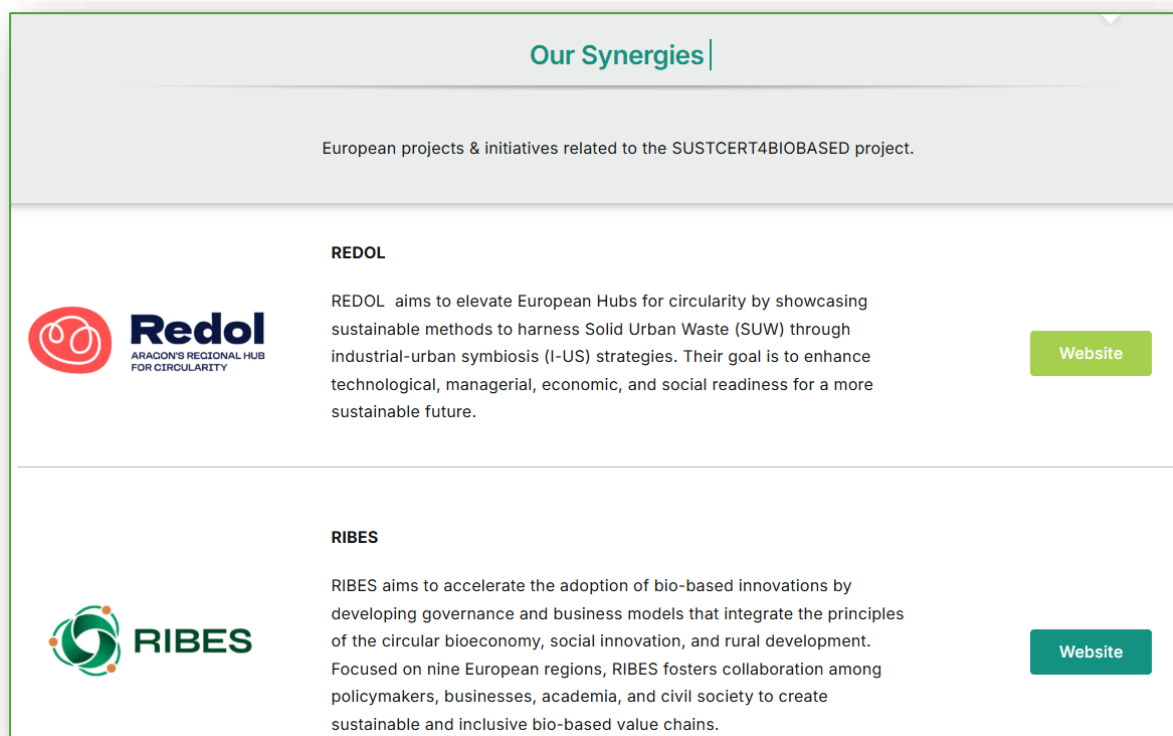 Our Synergies
European projects & initiatives related to the SUSTCERT4BIOBASED project.
REDOL
REDOL aims to elevate European Hubs for circularity by showcasing
sustainable methods to harness Solid Urban Waste (SUW) through
industrial-urban symbiosis (I-US) strategies. Their goal is to enhance
technological, managerial, economic, and social readiness for a more
sustainable future.
Redol
ARAGON'S REGIONAL HUB
FOR CIRCULARITY
Website
RIBES
RIBES aims to accelerate the adoption of bio-based innovations by
developing governance and business models that integrate the principles
of the circular bioeconomy, social innovation, and rural development.
Focused on nine European regions, RIBES fosters collaboration among
policymakers, businesses, academia, and civil society to create
sustainable and inclusive bio-based value chains.
RIBES
Website